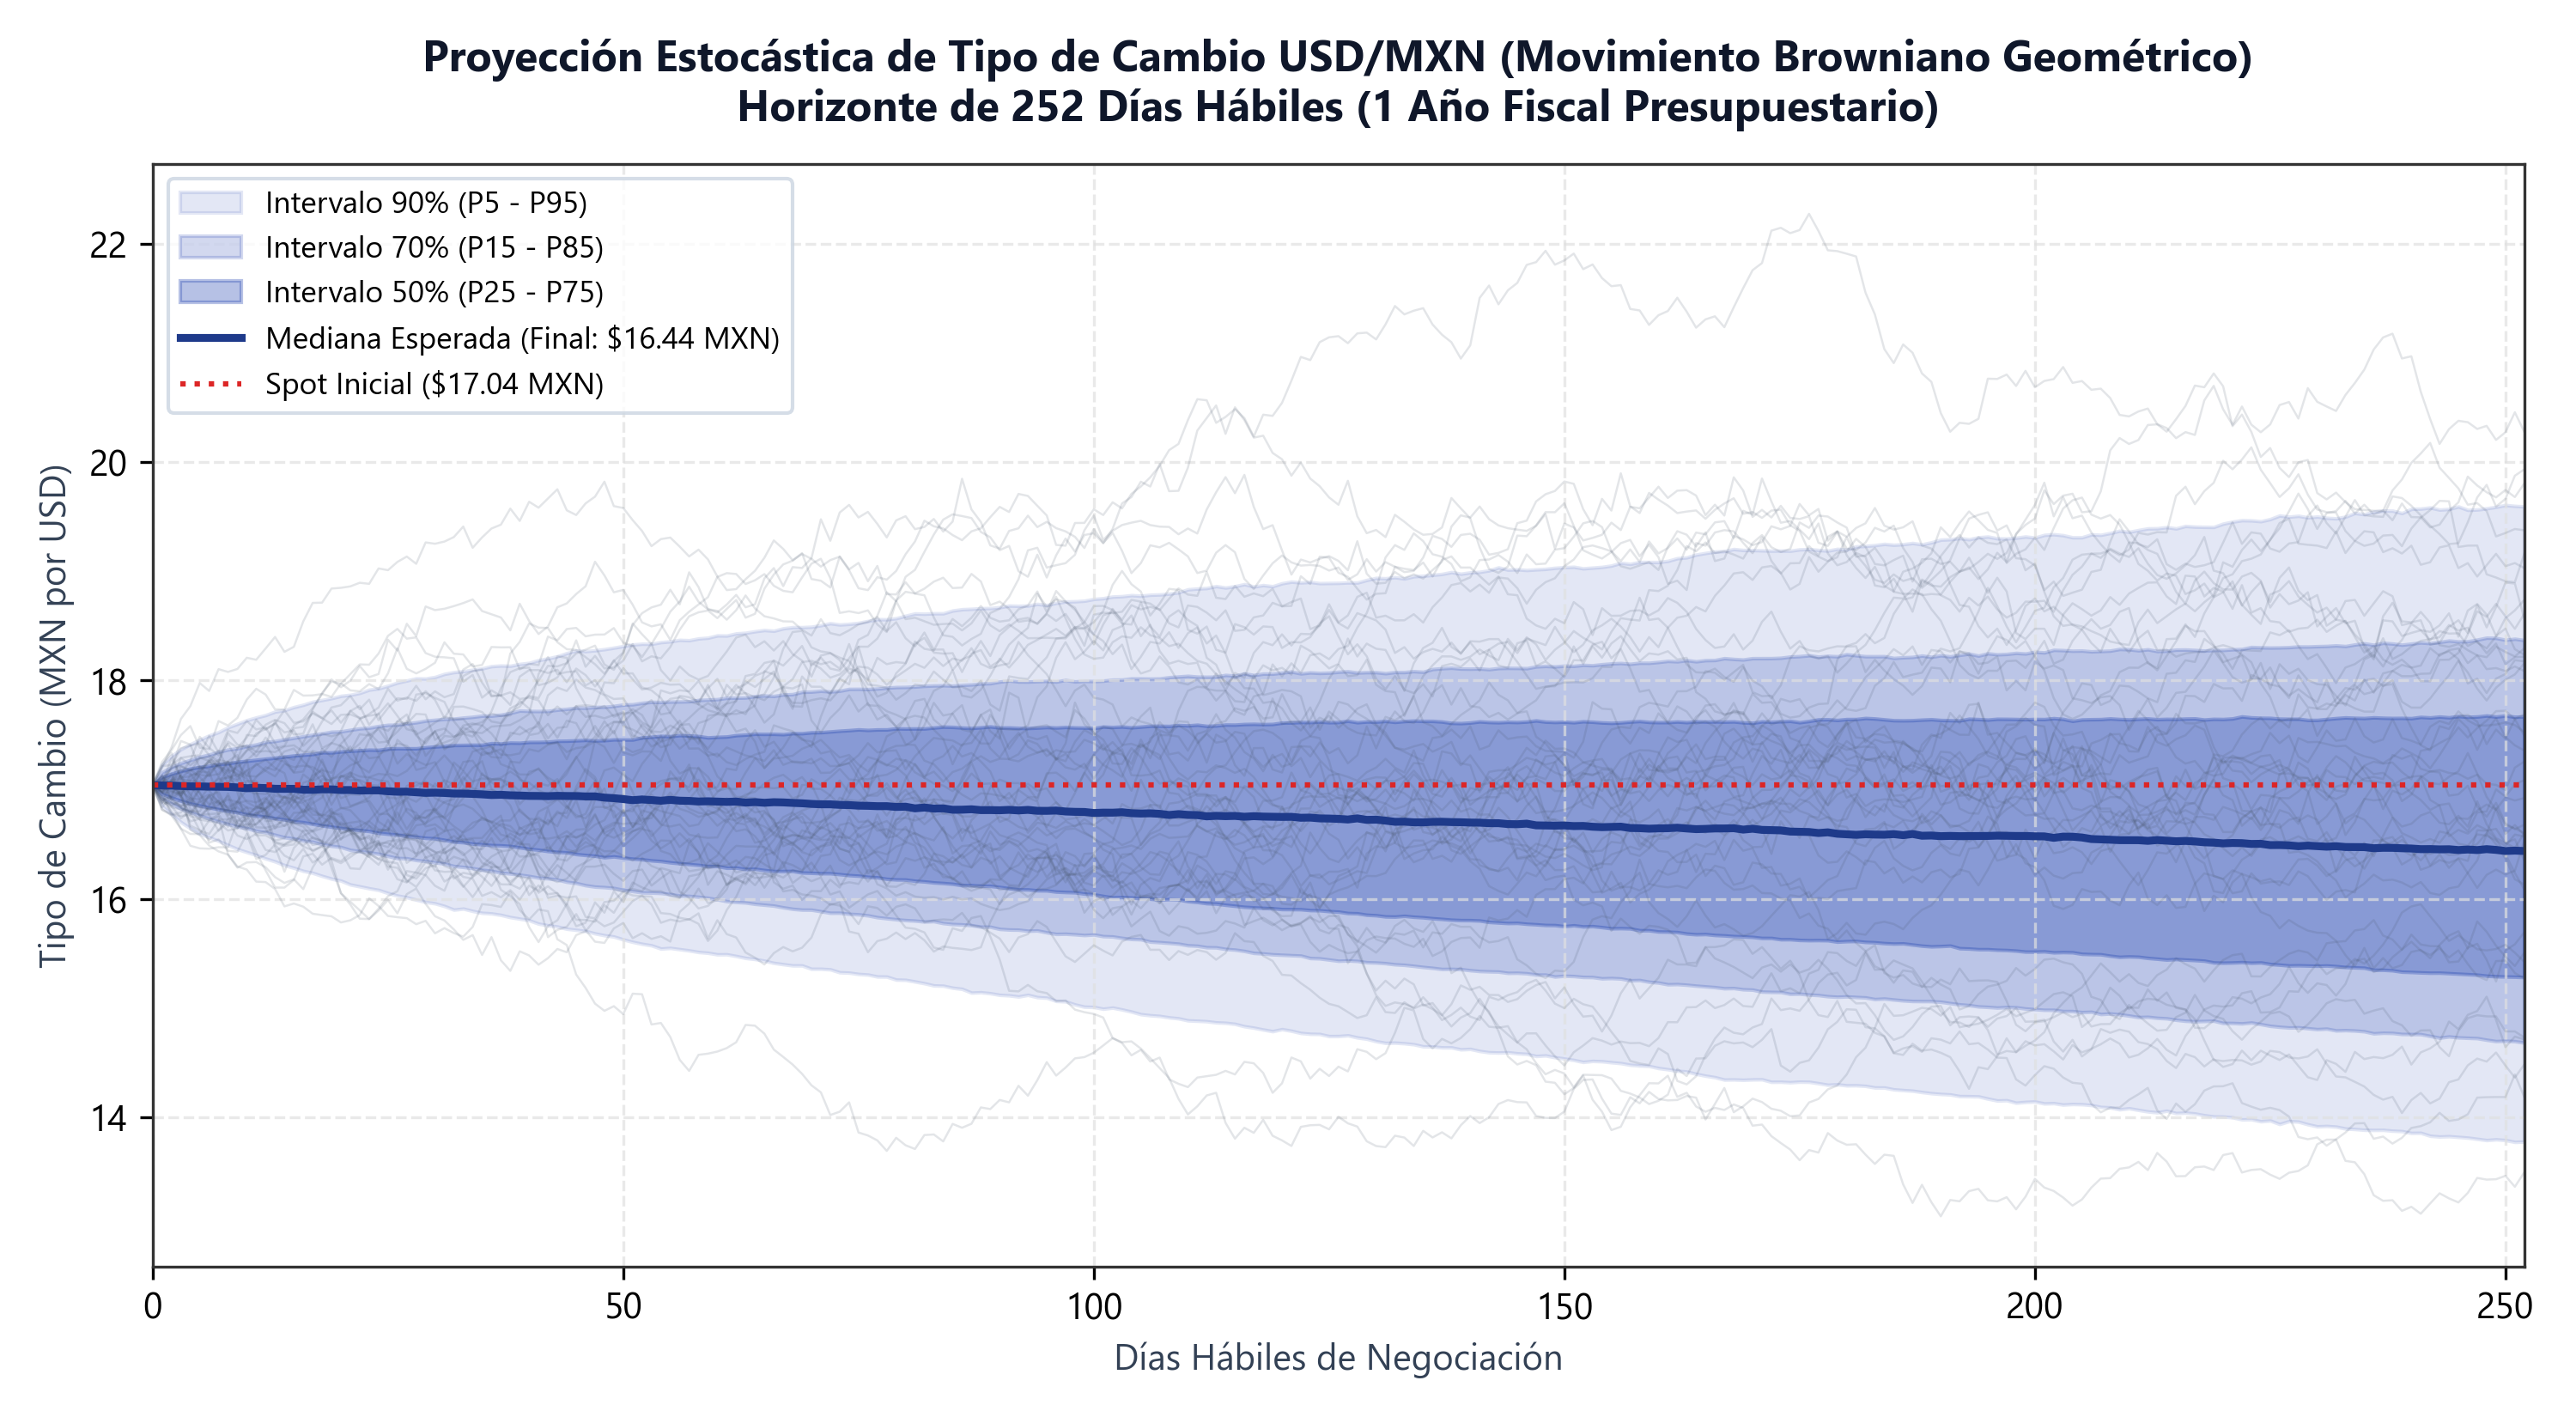 Proyección Estocástica de Tipo de Cambio USD/MXN (Movimiento Browniano Geométrico)
Horizonte de 252 Días Hábiles (1 Año Fiscal Presupuestario)
Intervalo 90% (P5 - P95)
Intervalo 70% (P15 - P85)
Intervalo 50% (P25 - P75)
Mediana Esperada (Final: $16.44 MXN)
Spot Inicial ($17.04 MXN)
Tipo de Cambio (MXN por USD)
22
20
18
16
14
0
50
100
150
200
250
Días Hábiles de Negociación